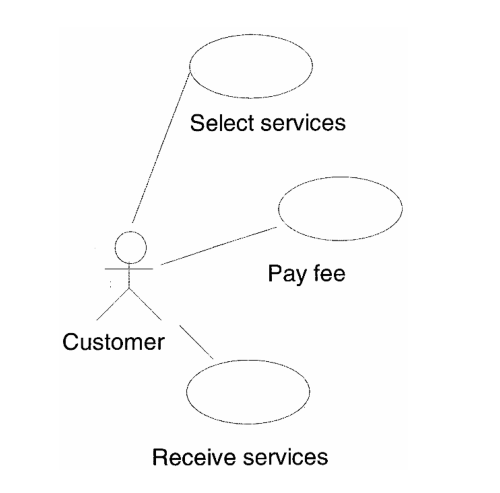 Select services
Pay fee
Customer
Receive services